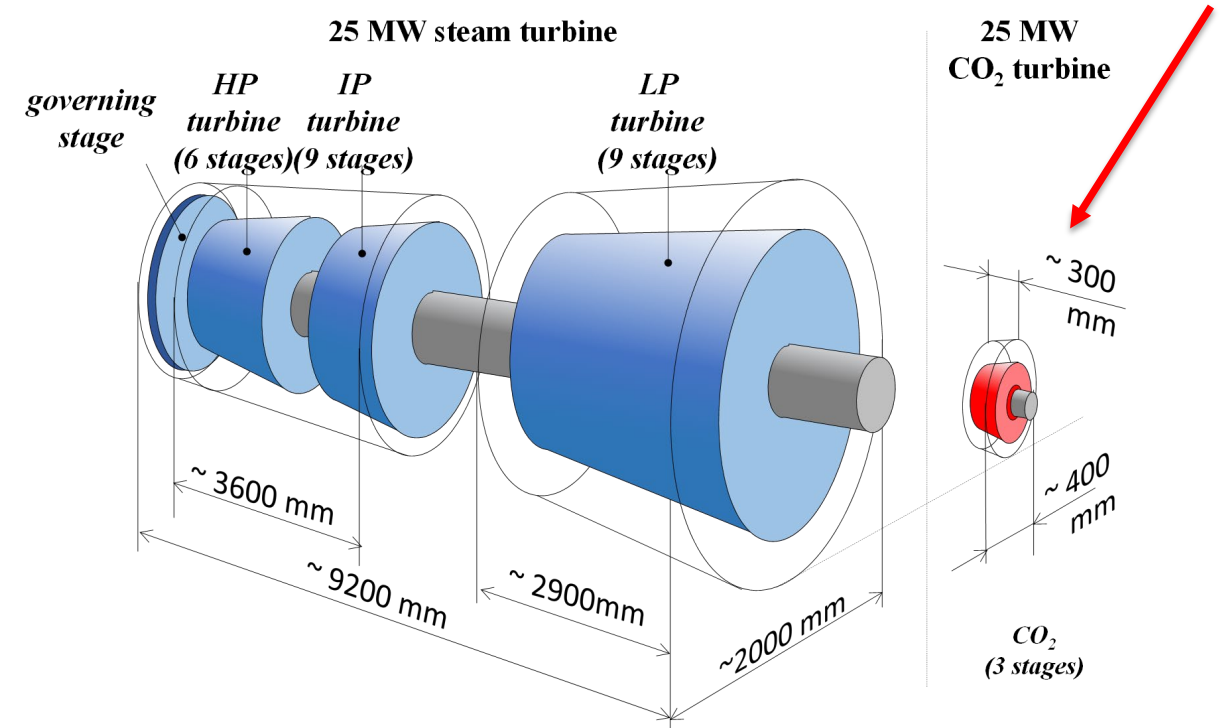 25 MW steam turbine
25 MW
CO₂ turbine
governing
stage
HP
turbine
(6 stages)
IP
turbine
(9 stages)
LP
turbine
(9 stages)
~ 3600 mm
~ 9200 mm
~ 2900mm
~2000 mm
~ 300
mm
~ 400
mm
CO₂
(3 stages)